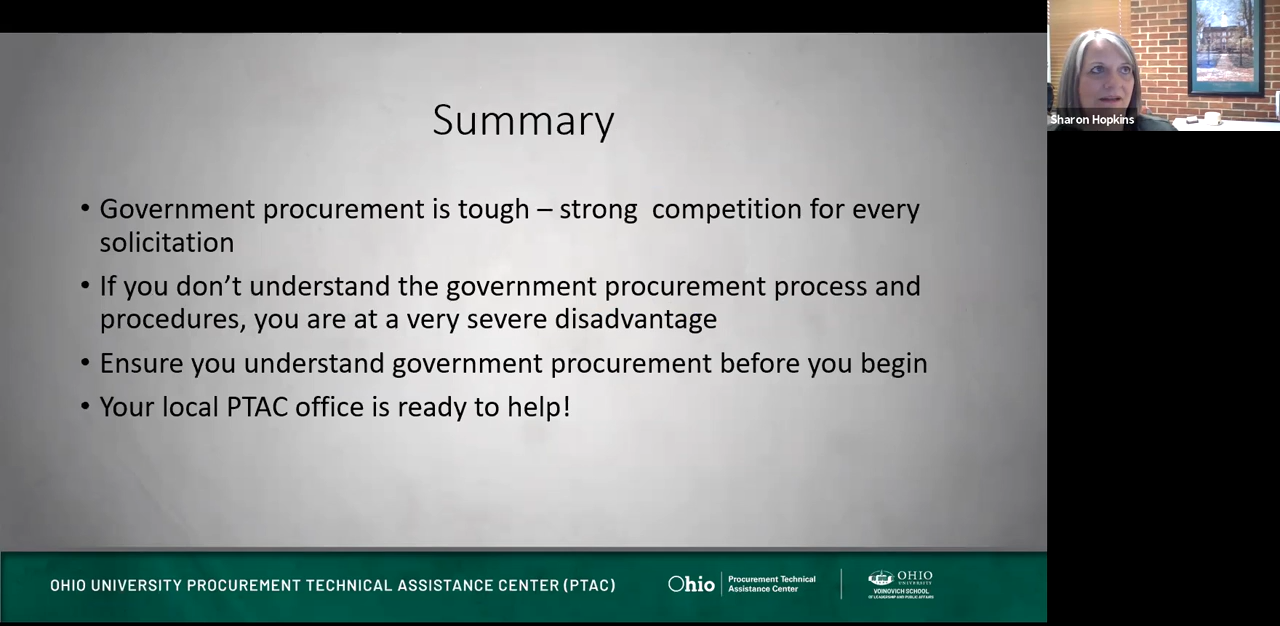 Summary
• Government procurement is tough – strong  competition for every
solicitation
• If you don’t understand the government procurement process and
procedures, you are at a very severe disadvantage
• Ensure you understand government procurement before you begin
• Your local PTAC office is ready to help!
OHIO UNIVERSITY PROCUREMENT TECHNICAL ASSISTANCE CENTER (PTAC)
Ohio
Procurement Technical
Assistance Center
OHIO
UNIVERSITY
VOINOVICH SCHOOL
OF LEADERSHIP AND PUBLIC AFFAIRS
Sharon Hopkins